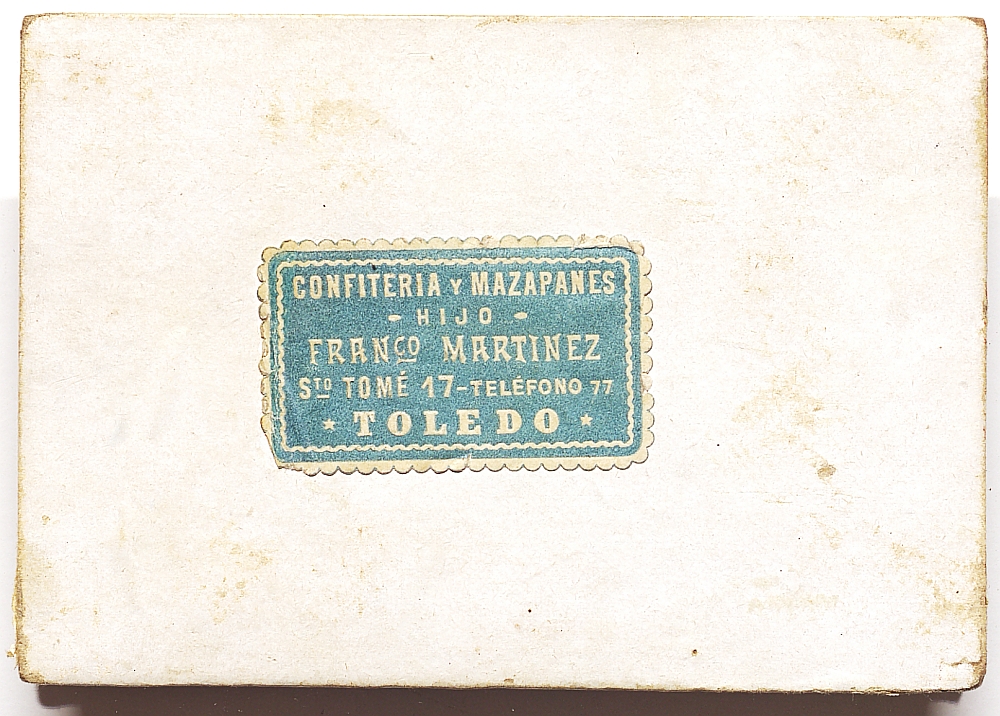 CONFITERIA Y MAZAPANES
- HIJO -
FRANCO MARTINEZ
STO TOMÉ 17-TELÉFONO 77
* TOLEDO *